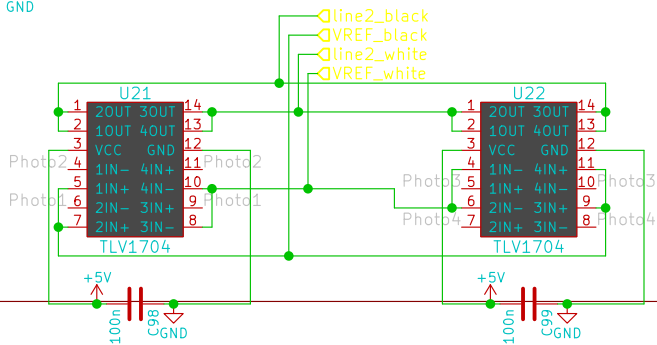 GND
line2_black
VREF_black
line2_white
VREF_white
U21
1 2OUT 3OUT 14
2 1OUT 4OUT 13
3 VCC GND 12
Photo2 4 1IN- 4IN+ 11 Photo2
5 1IN+ 4IN- 10
Photo1 6 2IN- 3IN+ 9 Photo1
7 2IN+ 3IN- 8
TLV1704
+5V
100n
C98
GND
U22
1 2OUT 3OUT 14
2 1OUT 4OUT 13
3 VCC GND 12
4 1IN- 4IN+ 11
Photo3 5 1IN+ 4IN- 10 Photo3
6 2IN- 3IN+ 9
Photo4 7 2IN+ 3IN- 8 Photo4
TLV1704
+5V
100n
C99
GND